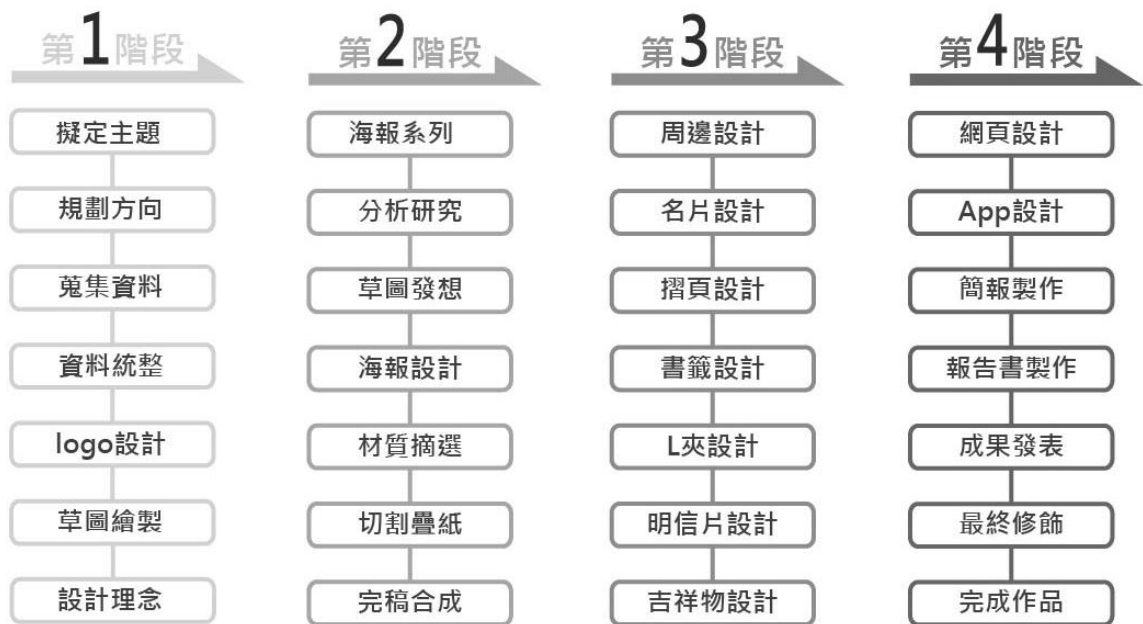 第1階段
擬定主題
規劃方向
蒐集資料
資料統整
logo設計
草圖繪製
設計理念
第2階段
海報系列
分析研究
草圖發想
海報設計
材質摘選
切割疊紙
完稿合成
第3階段
周邊設計
名片設計
摺頁設計
書籤設計
L夾設計
明信片設計
吉祥物設計
第4階段
網頁設計
App設計
簡報製作
報告書製作
成果發表
最終修飾
完成作品